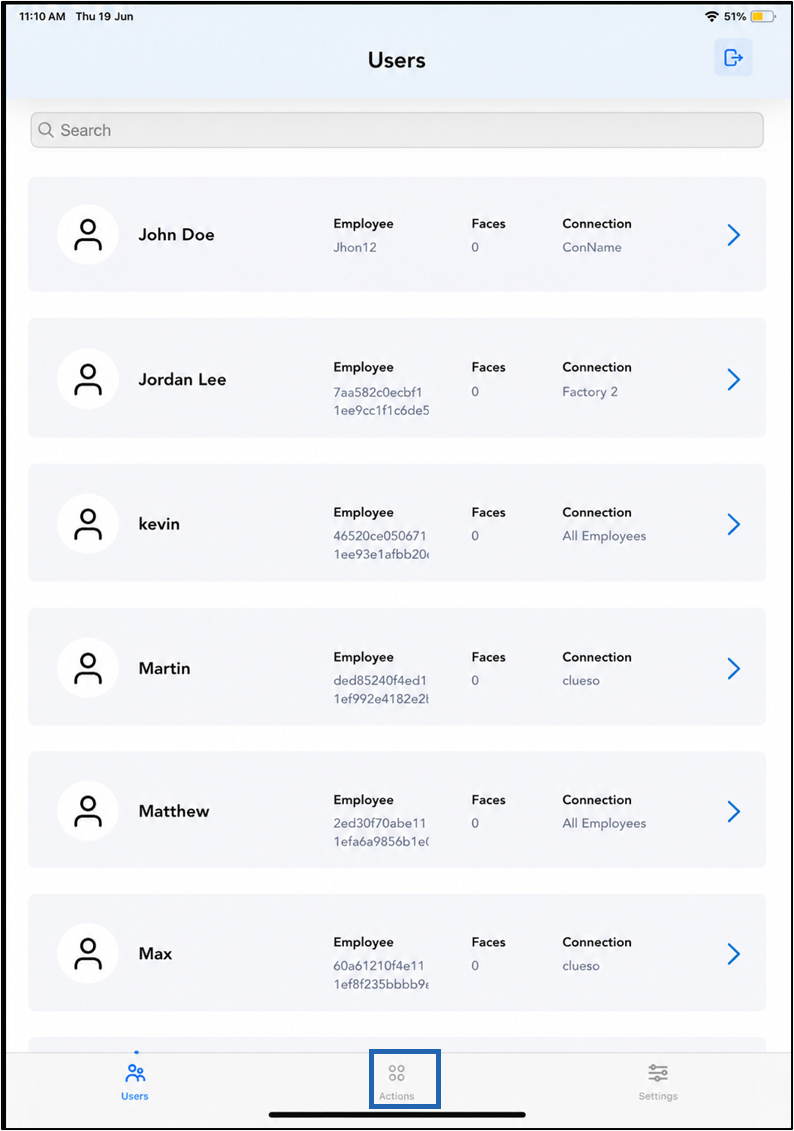 11:10 AM Thu 19 Jun
51%
Users
Search
John Doe
Employee Faces Connection
Jhon12 0 ConName
Jordan Lee
Employee Faces Connection
7aa582c0ecbf1 0 Factory 2
1ee9cc1f1c6de5
kevin
Employee Faces Connection
46520ce050671 0 All Employees
1ee93e1afbb20
Martin
Employee Faces Connection
ded85240f4ed1 0 clueso
1ef992e4182e2
Matthew
Employee Faces Connection
2ed30f70abe11 0 All Employees
1efa6a9856b1e
Max
Employee Faces Connection
60a61210f4e11 0 clueso
1ef8f235bbbb9
Users Actions Settings